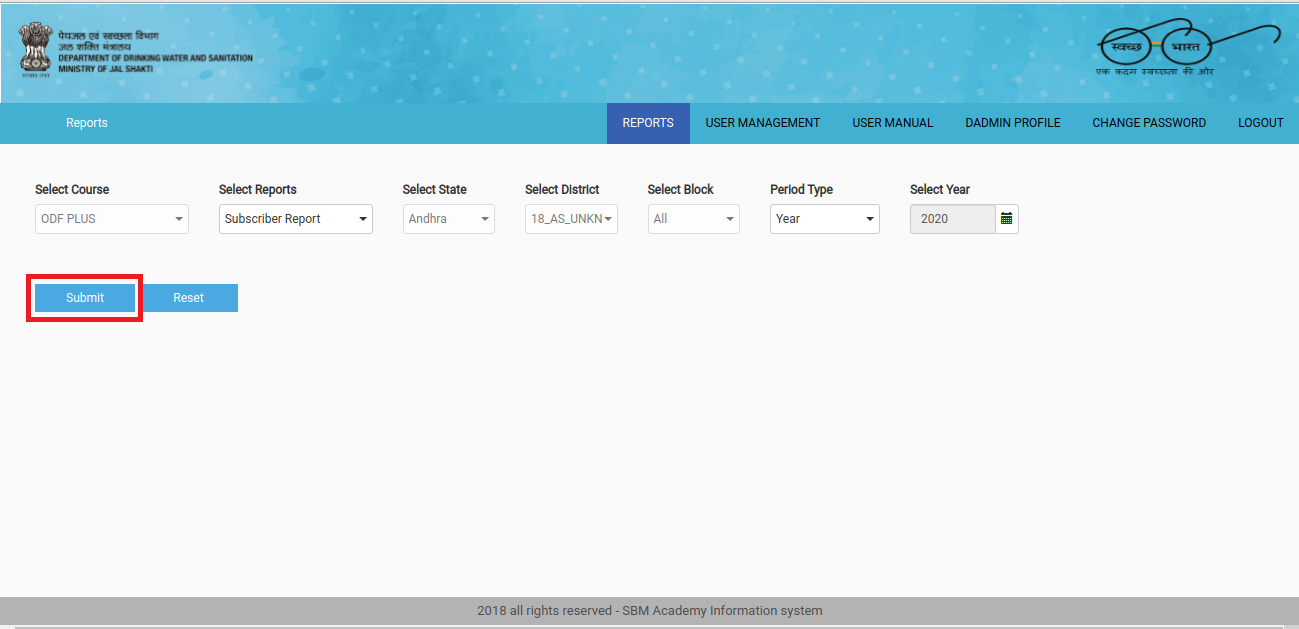 पेयजल एवं स्वच्छता विभाग
जल शक्ति मंत्रालय
DEPARTMENT OF DRINKING WATER AND SANITATION
MINISTRY OF JAL SHAKTI
सत्यमेव जयते
स्वच्छ भारत
एक कदम स्वच्छता की ओर
Reports REPORTS USER MANAGEMENT USER MANUAL DADMIN PROFILE CHANGE PASSWORD LOGOUT
Select Course Select Reports Select State Select District Select Block Period Type Select Year
ODF PLUS Subscriber Report Andhra 18_AS_UNKN All Year 2020
Submit Reset
2018 all rights reserved - SBM Academy Information system